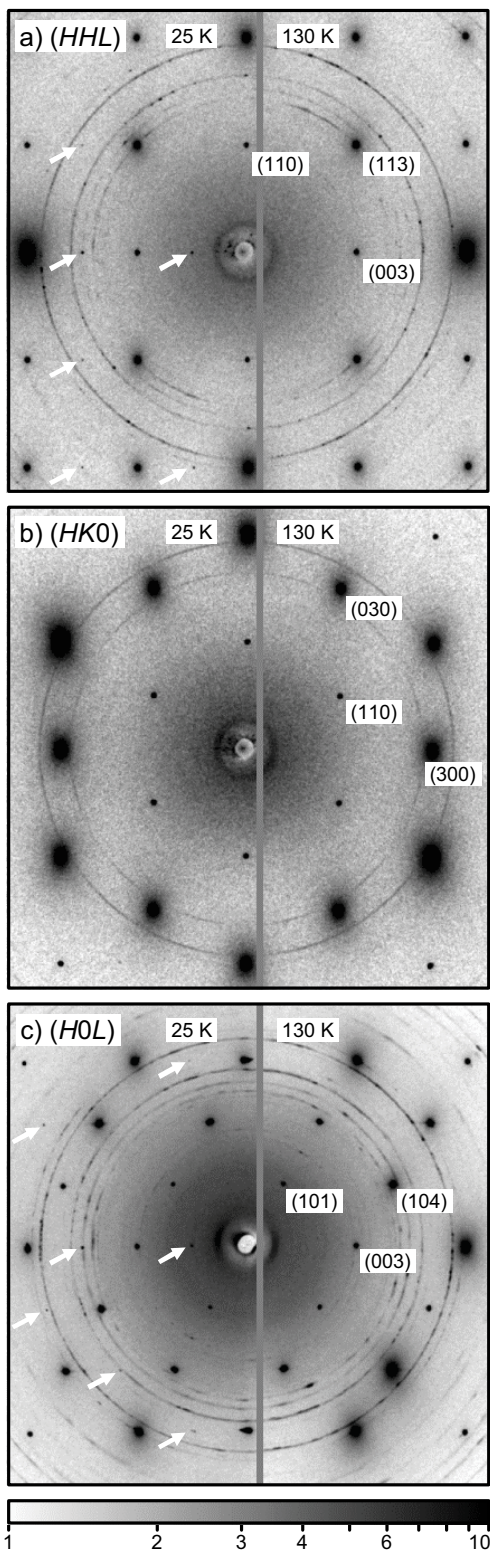 a) (HHL) 25 K 130 K
(110) (113)
(003)
b) (HK0) 25 K 130 K
(030)
(110)
(300)
c) (H0L) 25 K 130 K
(101) (104)
(003)
1 2 3 4 6 10